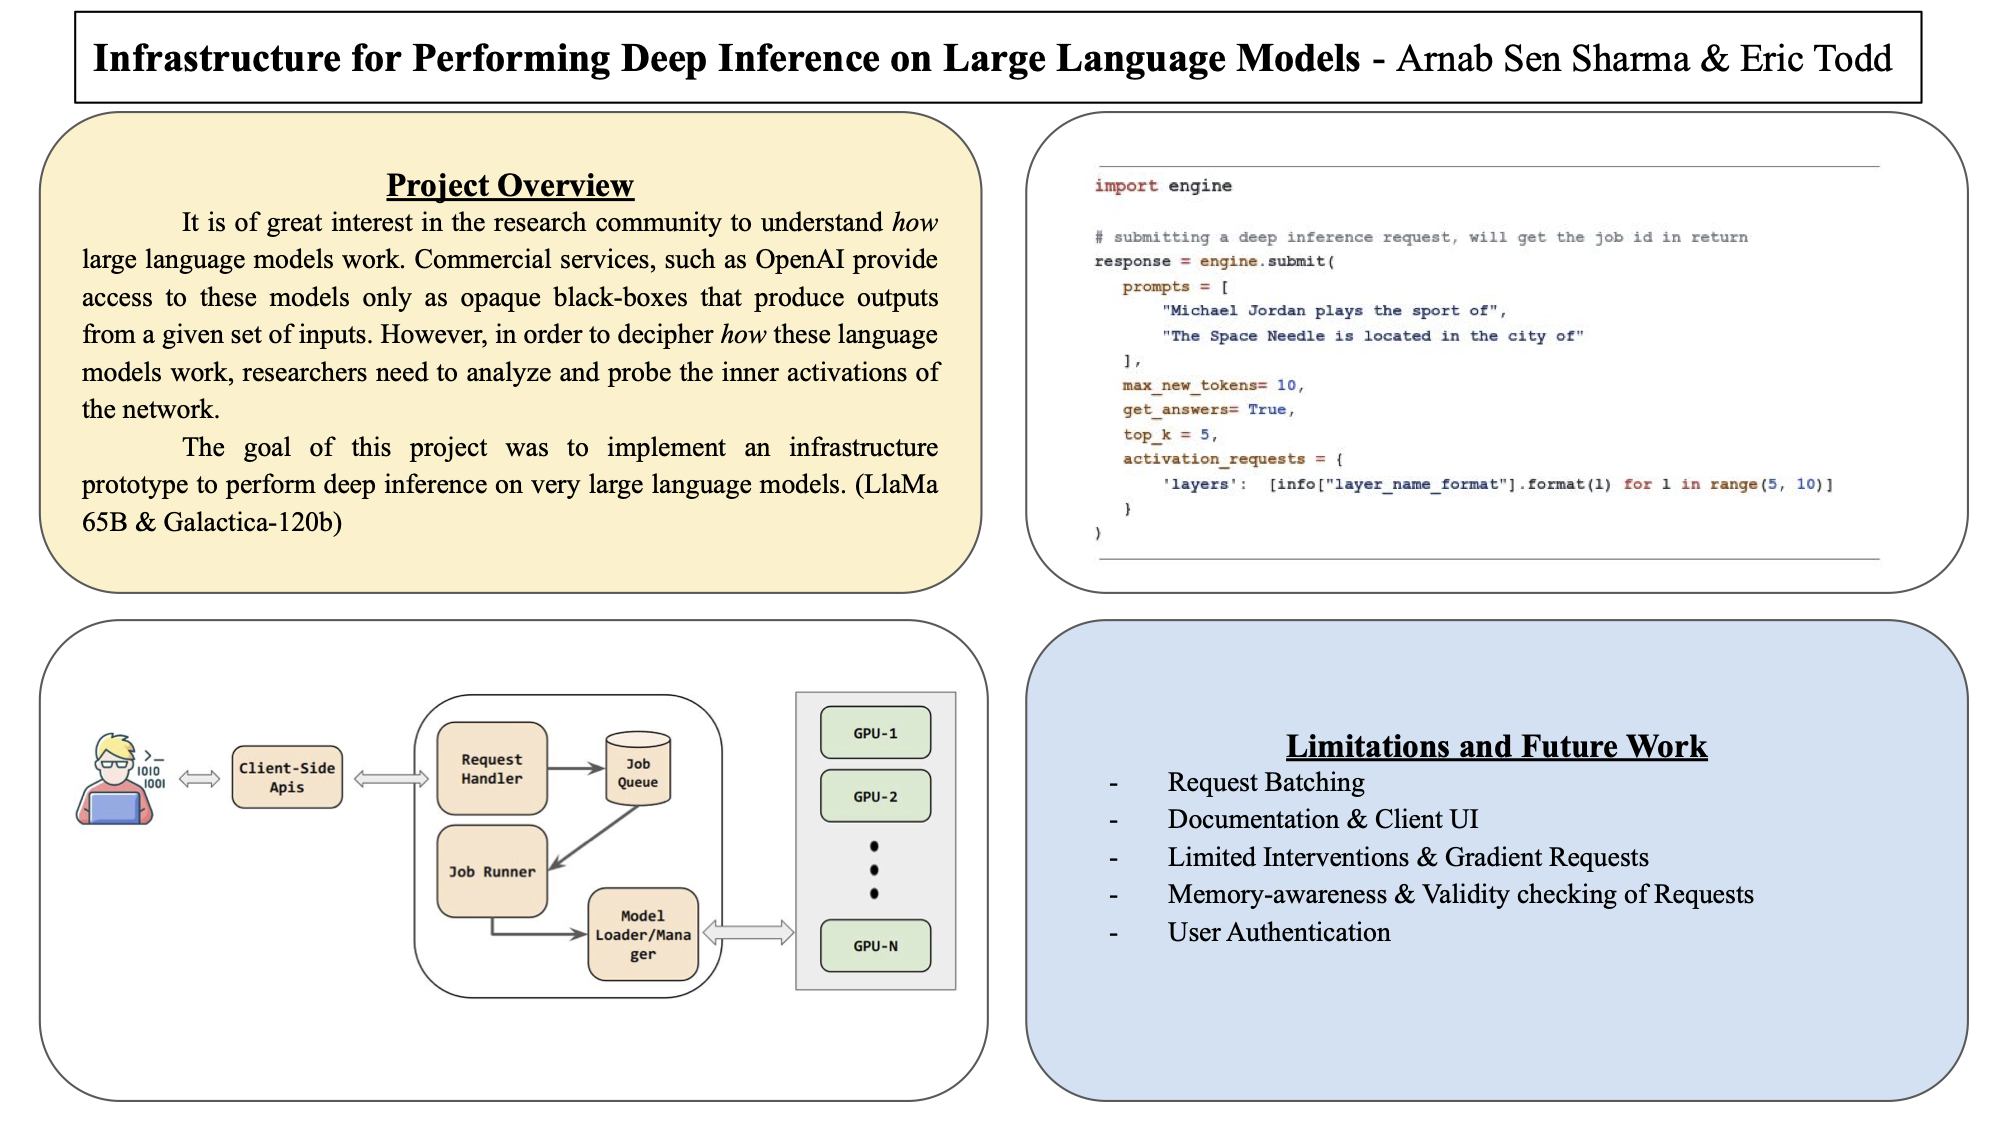 Infrastructure for Performing Deep Inference on Large Language Models - Arnab Sen Sharma & Eric Todd
Project Overview
It is of great interest in the research community to understand how
large language models work. Commercial services, such as OpenAI provide
access to these models only as opaque black-boxes that produce outputs
from a given set of inputs. However, in order to decipher how these language
models work, researchers need to analyze and probe the inner activations of
the network.
The goal of this project was to implement an infrastructure
prototype to perform deep inference on very large language models. (LlaMa
65B & Galactica-120b)
import engine
# submitting a deep inference request, will get the job id in return
response = engine.submit(
prompts = [
"Michael Jordan plays the sport of",
"The Space Needle is located in the city of"
],
max_new_tokens= 10,
get_answers= True,
top_k = 5,
activation_requests = {
'layers': [info["layer_name_format"].format(l) for l in range(5, 10)]
}
)
>_
1010
1001
Client-Side
Apis
Request
Handler
Job
Queue
Job Runner
Model
Loader/Mana
ger
GPU-1
GPU-2
GPU-N
Limitations and Future Work
- Request Batching
- Documentation & Client UI
- Limited Interventions & Gradient Requests
- Memory-awareness & Validity checking of Requests
- User Authentication